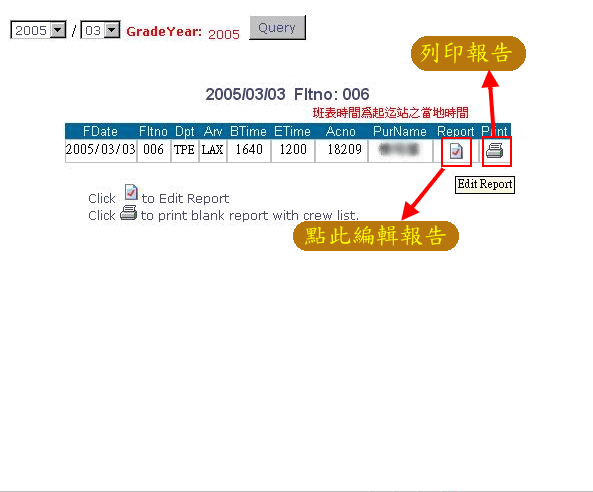 2005 / 03 GradeYear: 2005 Query
列印報告
2005/03/03 Fltno: 006
班表時間爲起迄站之當地時間
FDate Fltno Dpt Arv BTime ETime Acno PurName Report Print
2005/03/03 006 TPE LAX 1640 1200 18209
Edit Report
Click to Edit Report
Click to print blank report with crew list.
點此編輯報告